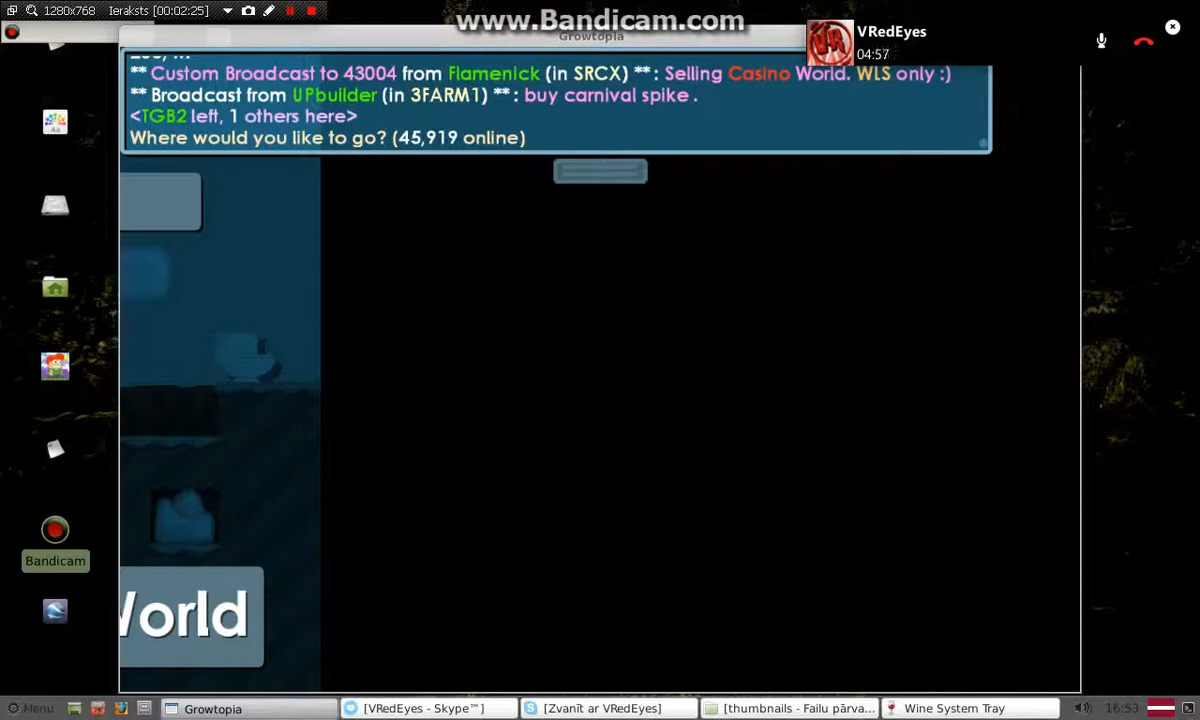 1280x768 Ieraksts [00:02:25]
www.Bandicam.com
Growtopia
VRedEyes
04:57
** Custom Broadcast to 43004 from Flamenick (in SRCX) ** : Selling Casino World. WLS only :)
** Broadcast from UPbuilder (in 3FARM1) ** : buy carnival spike .
<TGB2 left, 1 others here>
Where would you like to go? (45,919 online)
Aa
VR
World
Bandicam
Menu
Growtopia
[VRedEyes - Skype™]
[Zvanīt ar VRedEyes]
[thumbnails - Failu pārva...
Wine System Tray
16:53